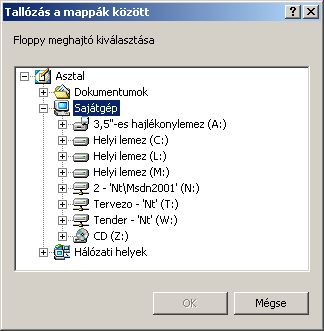 Tallózás a mappák között
Floppy meghajtó kiválasztása
Asztal
Dokumentumok
Sajátgép
3,5"-es hajlékonylemez (A:)
Helyi lemez (C:)
Helyi lemez (L:)
Helyi lemez (M:)
2 - 'Nt\Msdn2001' (N:)
Tervezo - 'Nt' (T:)
Tender - 'Nt' (W:)
CD (Z:)
Hálózati helyek
OK
Mégse